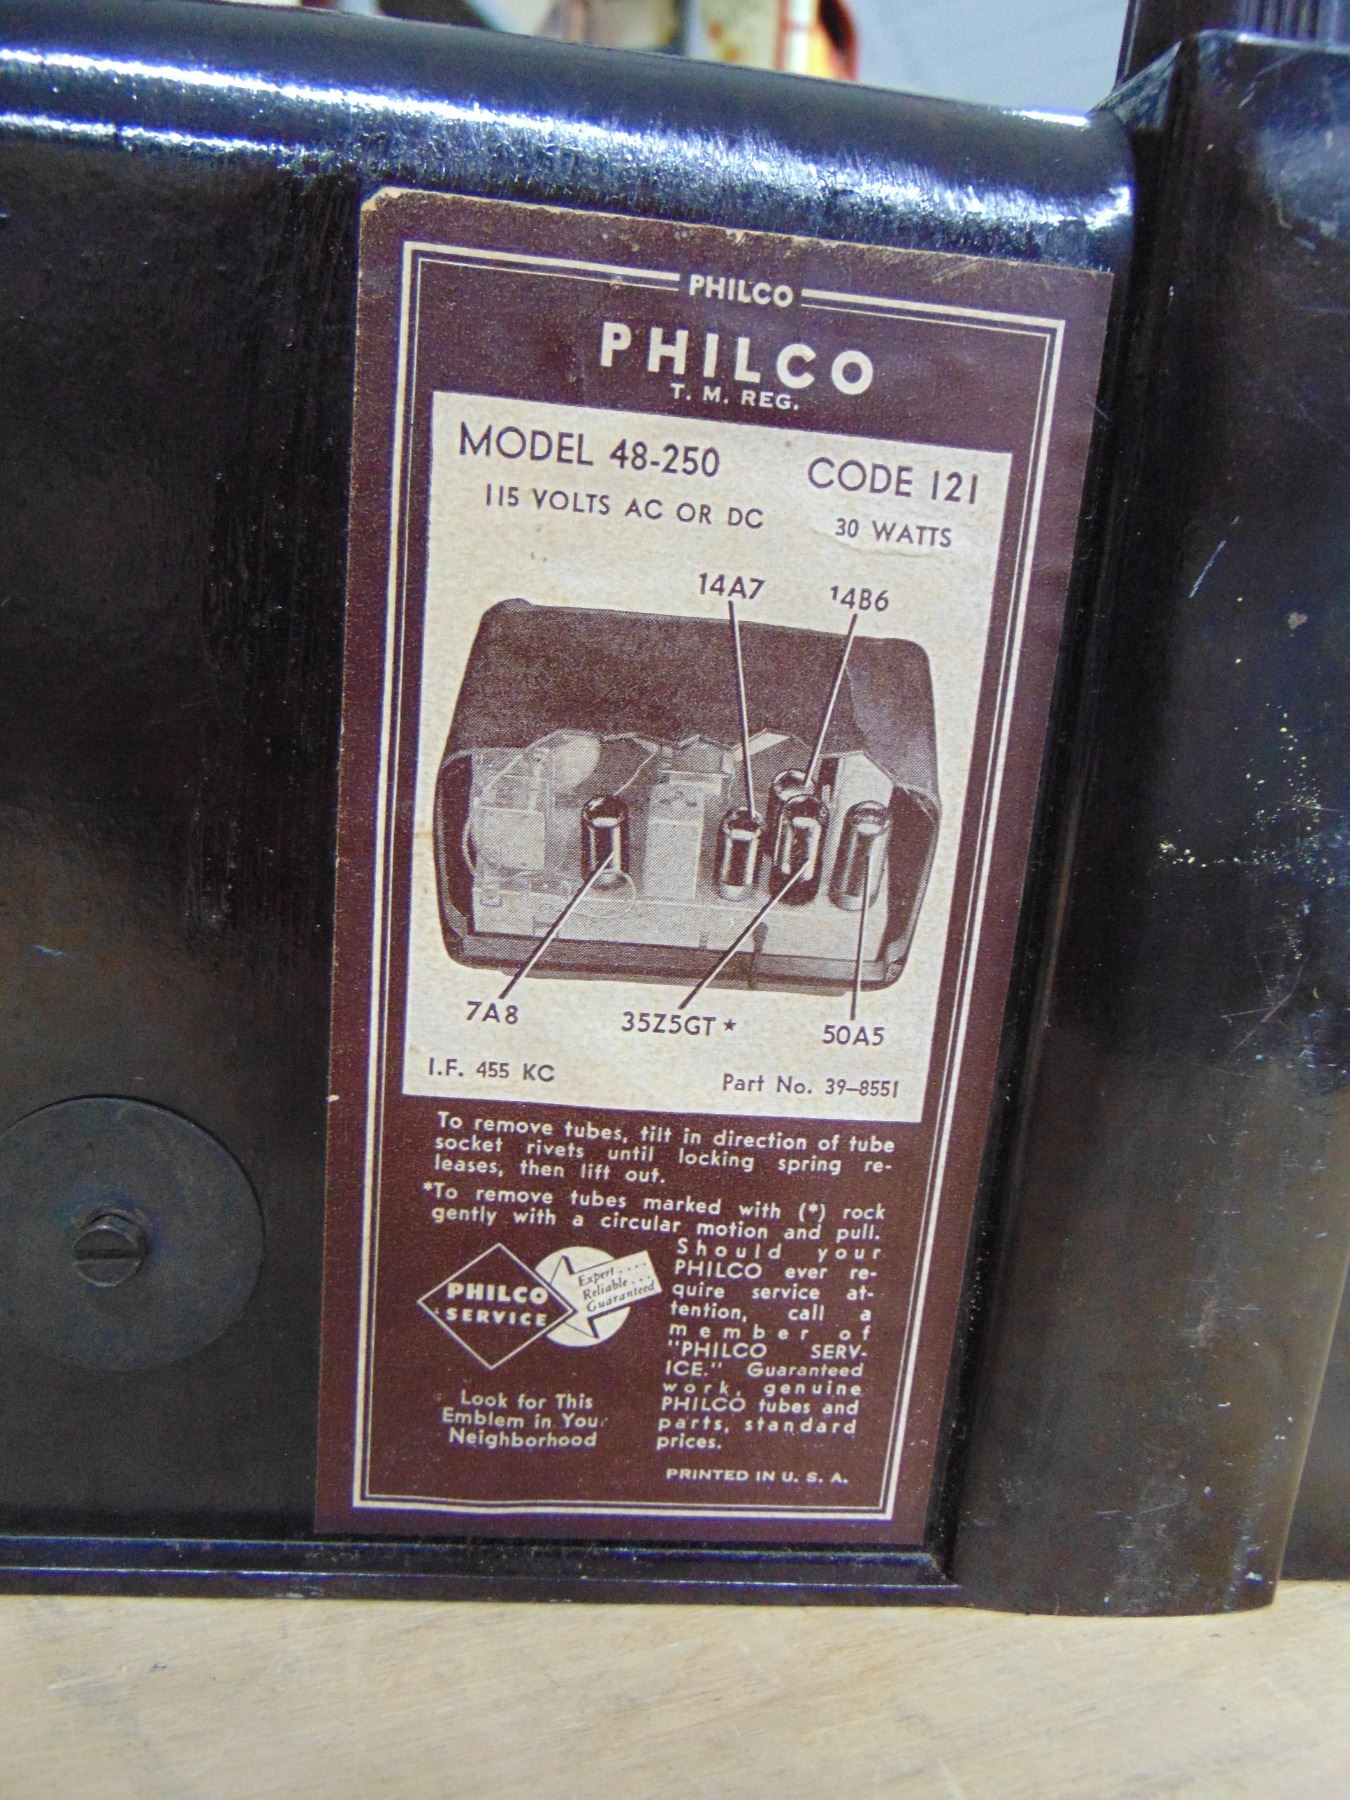 PHILCO
PHILCO
T. M. REG.
MODEL 48-250 CODE 121
115 VOLTS AC OR DC 30 WATTS
14A7 14B6
7A8 35Z5GT* 50A5
I.F. 455 KC Part No. 39-8551
To remove tubes, tilt in direction of tube
socket rivets until locking spring re-
leases, then lift out.
*To remove tubes marked with (*) rock
gently with a circular motion and pull.
PHILCO
SERVICE
Expert....
Reliable...
Guaranteed
Look for This
Emblem in Your
Neighborhood
Should your
PHILCO ever re-
quire service at-
tention, call a
member of
"PHILCO SERV-
ICE." Guaranteed
work, genuine
PHILCO tubes and
parts, standard
prices.
PRINTED IN U. S. A.